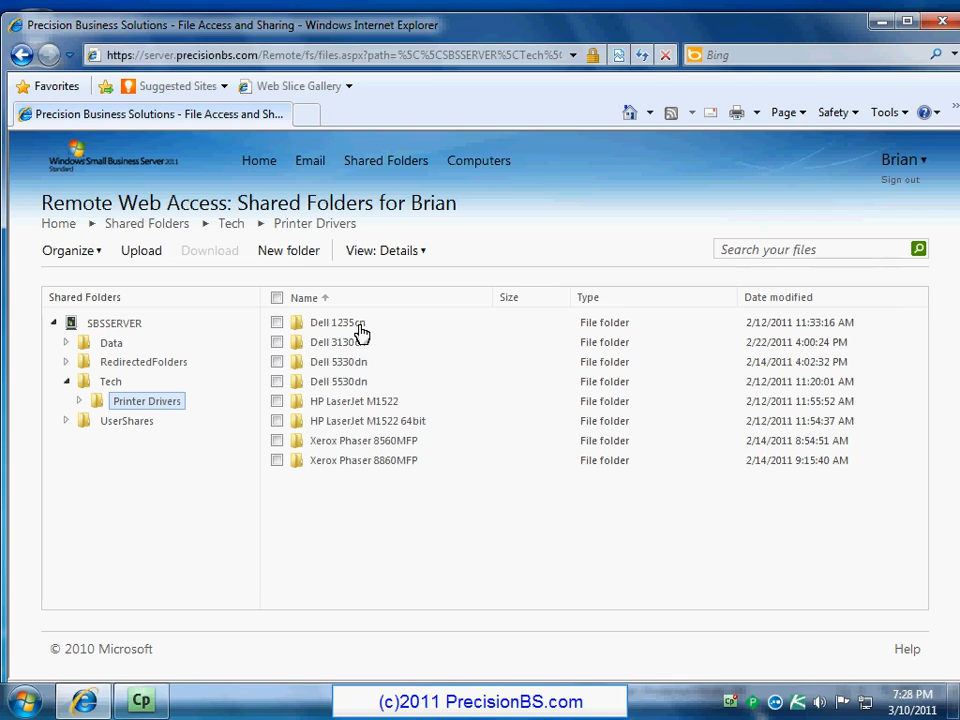 Precision Business Solutions - File Access and Sharing - Windows Internet Explorer
https://server.precisionbs.com/Remote/fs/files.aspx?path=%5C%5CSBSSERVER%5CTech%5C
Bing
Favorites Suggested Sites Web Slice Gallery
Precision Business Solutions - File Access and Sh...
Page Safety Tools
Windows Small Business Server 2011
Standard
Home Email Shared Folders Computers
Brian
Sign out
Remote Web Access: Shared Folders for Brian
Home Shared Folders Tech Printer Drivers
Organize Upload Download New folder View: Details
Search your files
Shared Folders
SBSSERVER
Data
RedirectedFolders
Tech
Printer Drivers
UserShares
Name Size Type Date modified
Dell 1235cn File folder 2/12/2011 11:33:16 AM
Dell 3130 File folder 2/22/2011 4:00:24 PM
Dell 5330dn File folder 2/14/2011 4:02:32 PM
Dell 5530dn File folder 2/12/2011 11:20:01 AM
HP LaserJet M1522 File folder 2/12/2011 11:55:52 AM
HP LaserJet M1522 64bit File folder 2/12/2011 11:54:37 AM
Xerox Phaser 8560MFP File folder 2/14/2011 8:54:51 AM
Xerox Phaser 8860MFP File folder 2/14/2011 9:15:40 AM
© 2010 Microsoft
Help
Cp
(c)2011 PrecisionBS.com
7:28 PM
3/10/2011